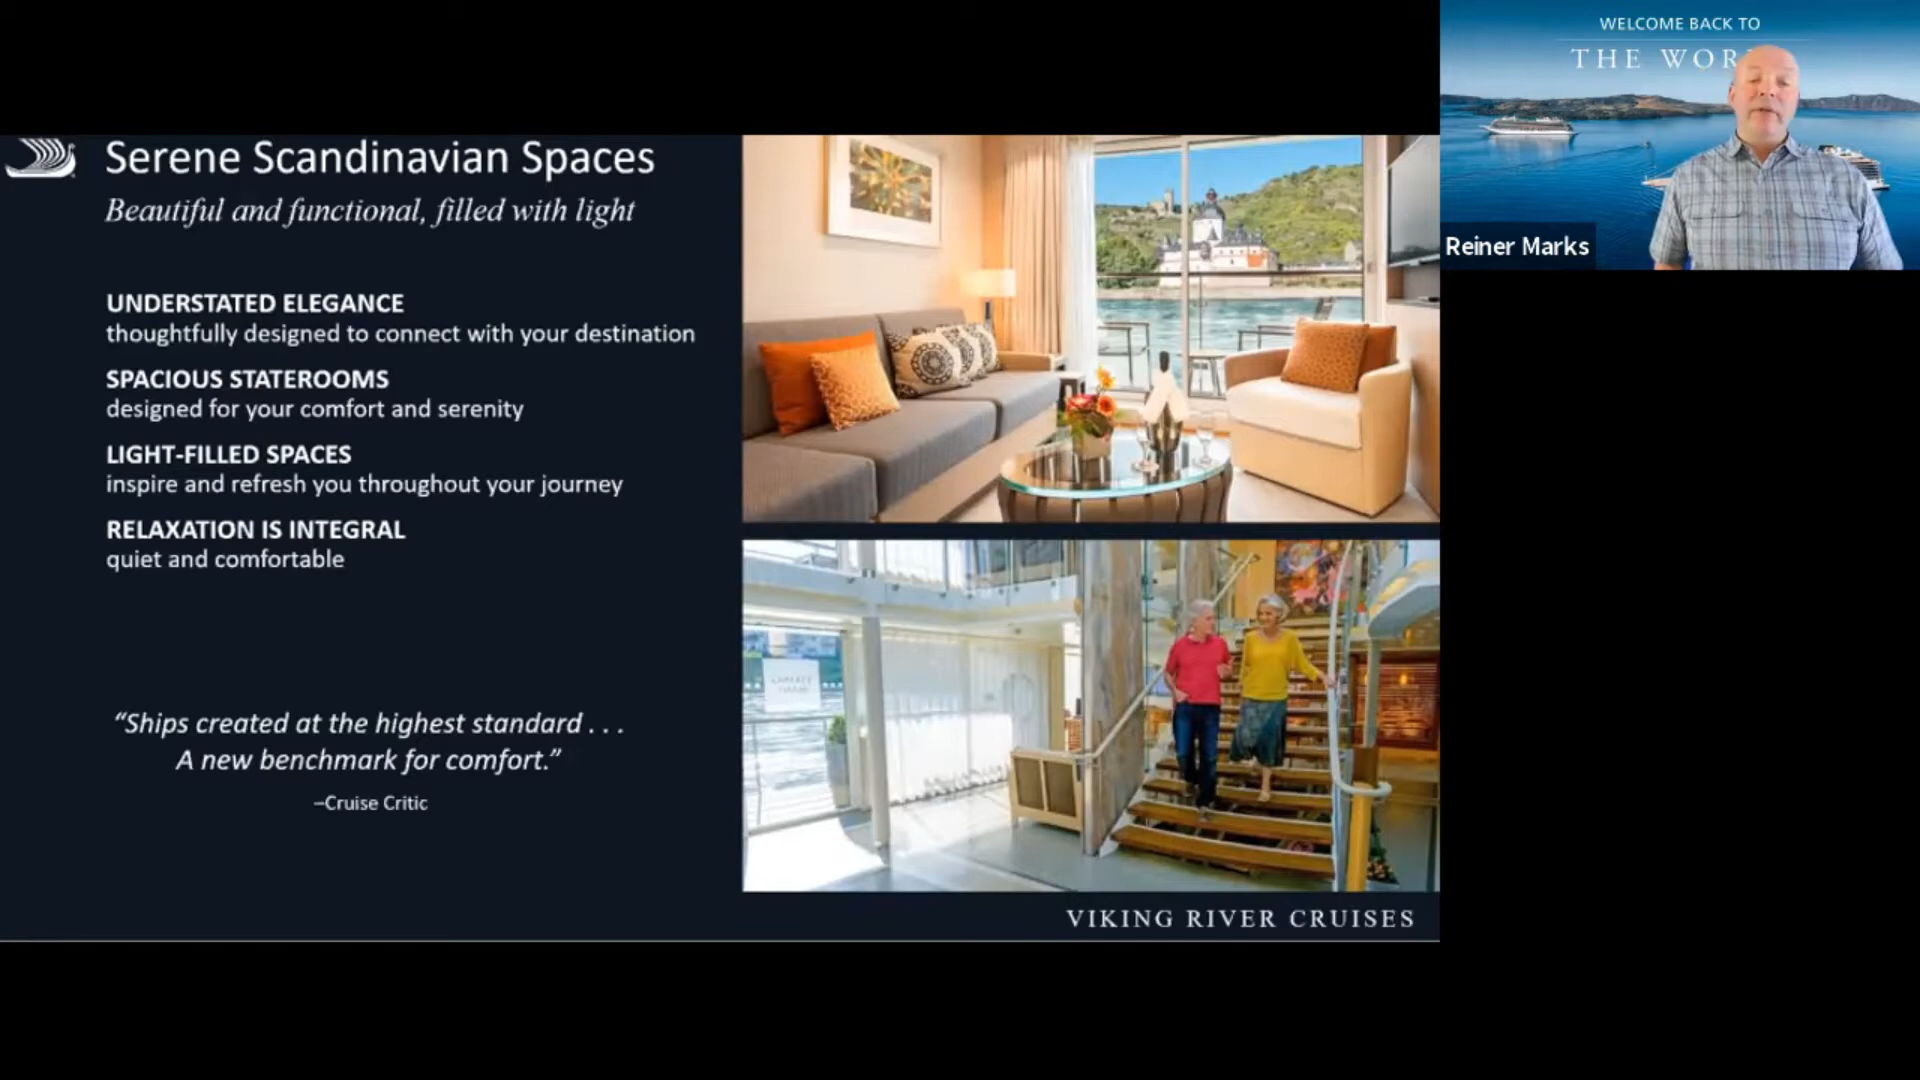 Serene Scandinavian Spaces
Beautiful and functional, filled with light
UNDERSTATED ELEGANCE
thoughtfully designed to connect with your destination
SPACIOUS STATEROOMS
designed for your comfort and serenity
LIGHT-FILLED SPACES
inspire and refresh you throughout your journey
RELAXATION IS INTEGRAL
quiet and comfortable
“Ships created at the highest standard . . .
A new benchmark for comfort.”
–Cruise Critic
VIKING RIVER CRUISES
WELCOME BACK TO
THE WOR
Reiner Marks